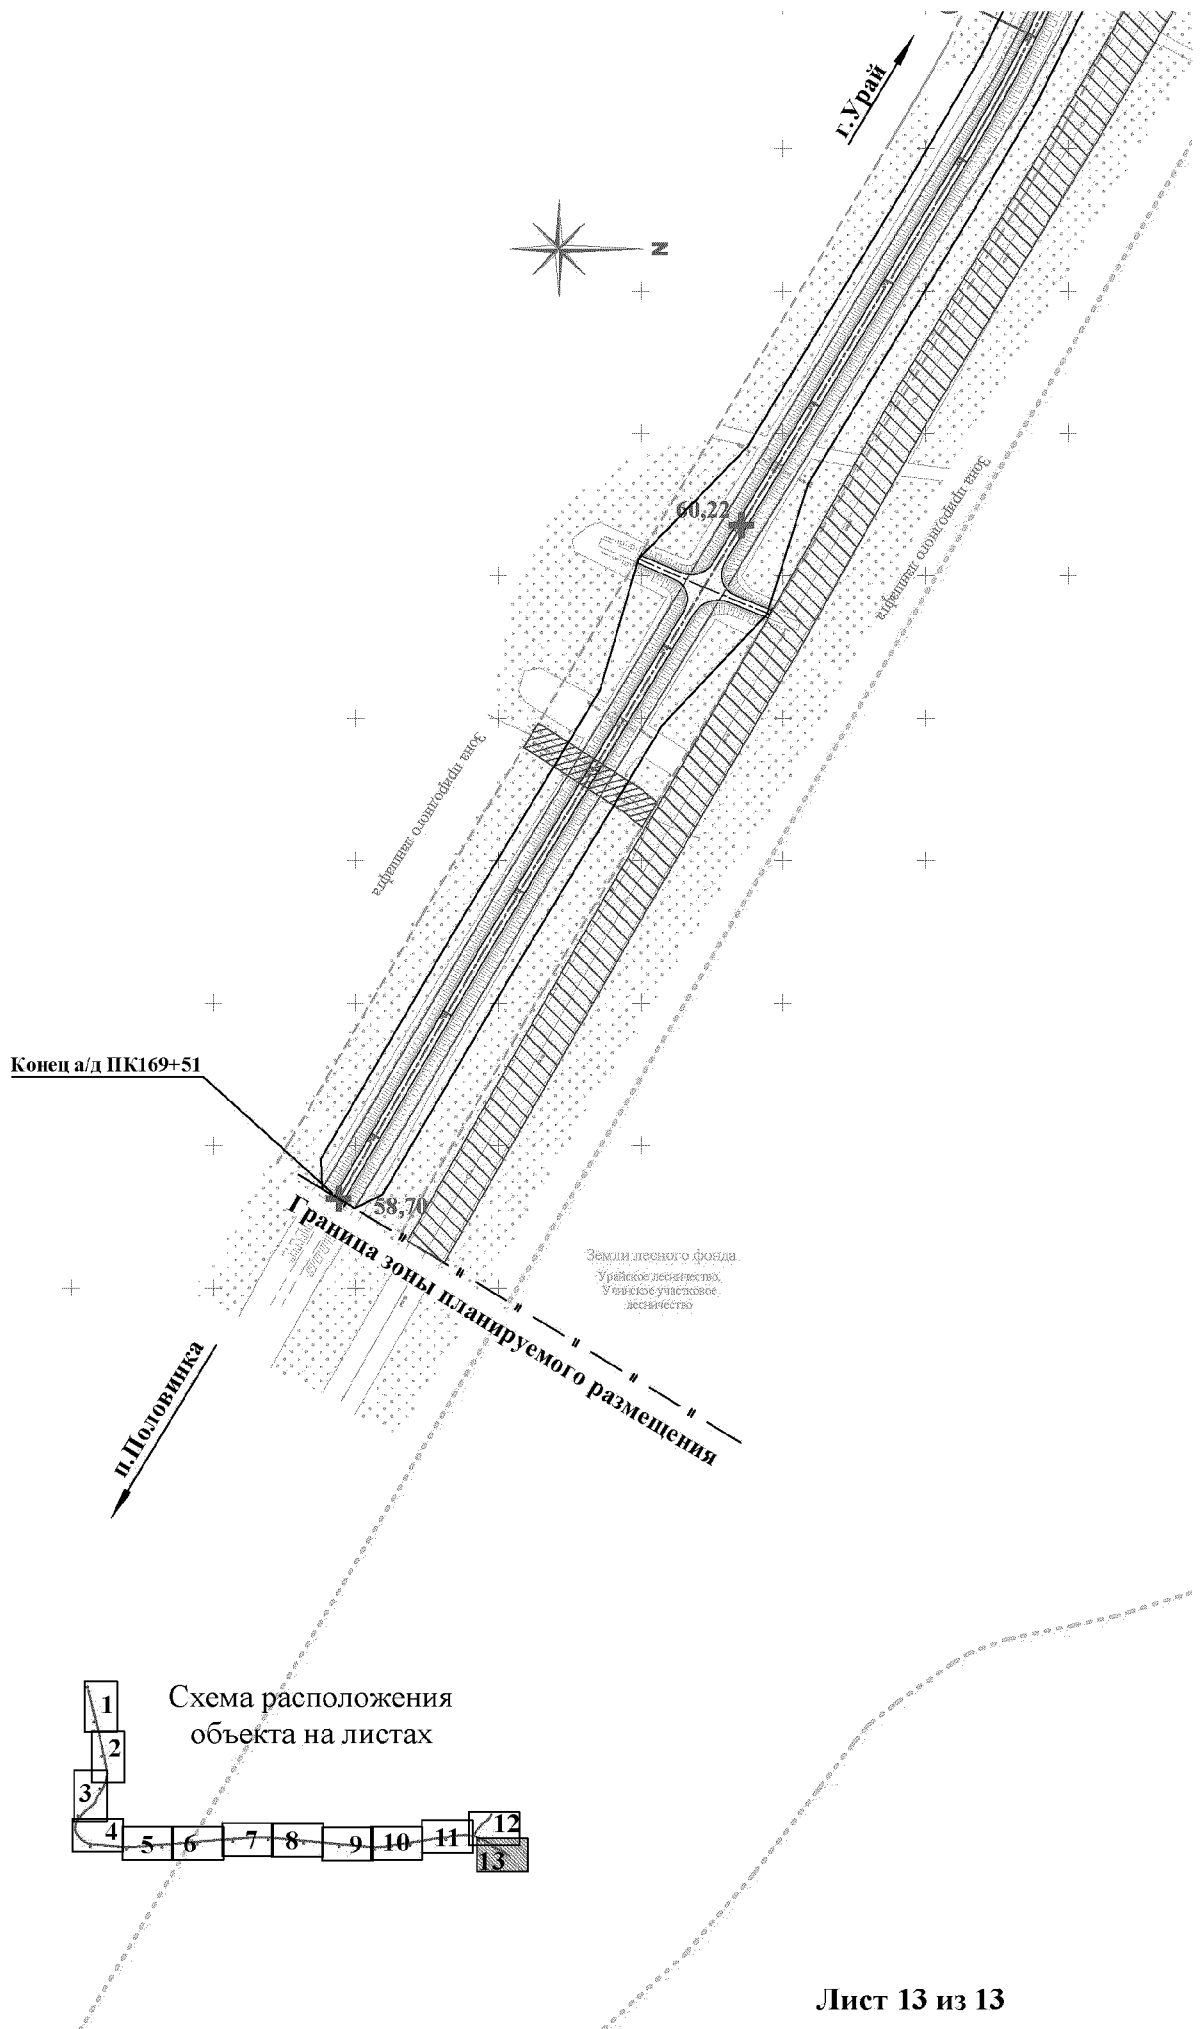 г.Урай
N
60,22
Зона природного ландшафта
Зона природного ландшафта
Конец а/д ПК169+51
58,70
Граница зоны планируемого размещения
Земли лесного фонда
Урайское лесничество,
Учинское участковое
лесничество
п.Половинка
Схема расположения
объекта на листах
1
2
3
4
5
6
7
8
9
10
11
12
13
Лист 13 из 13